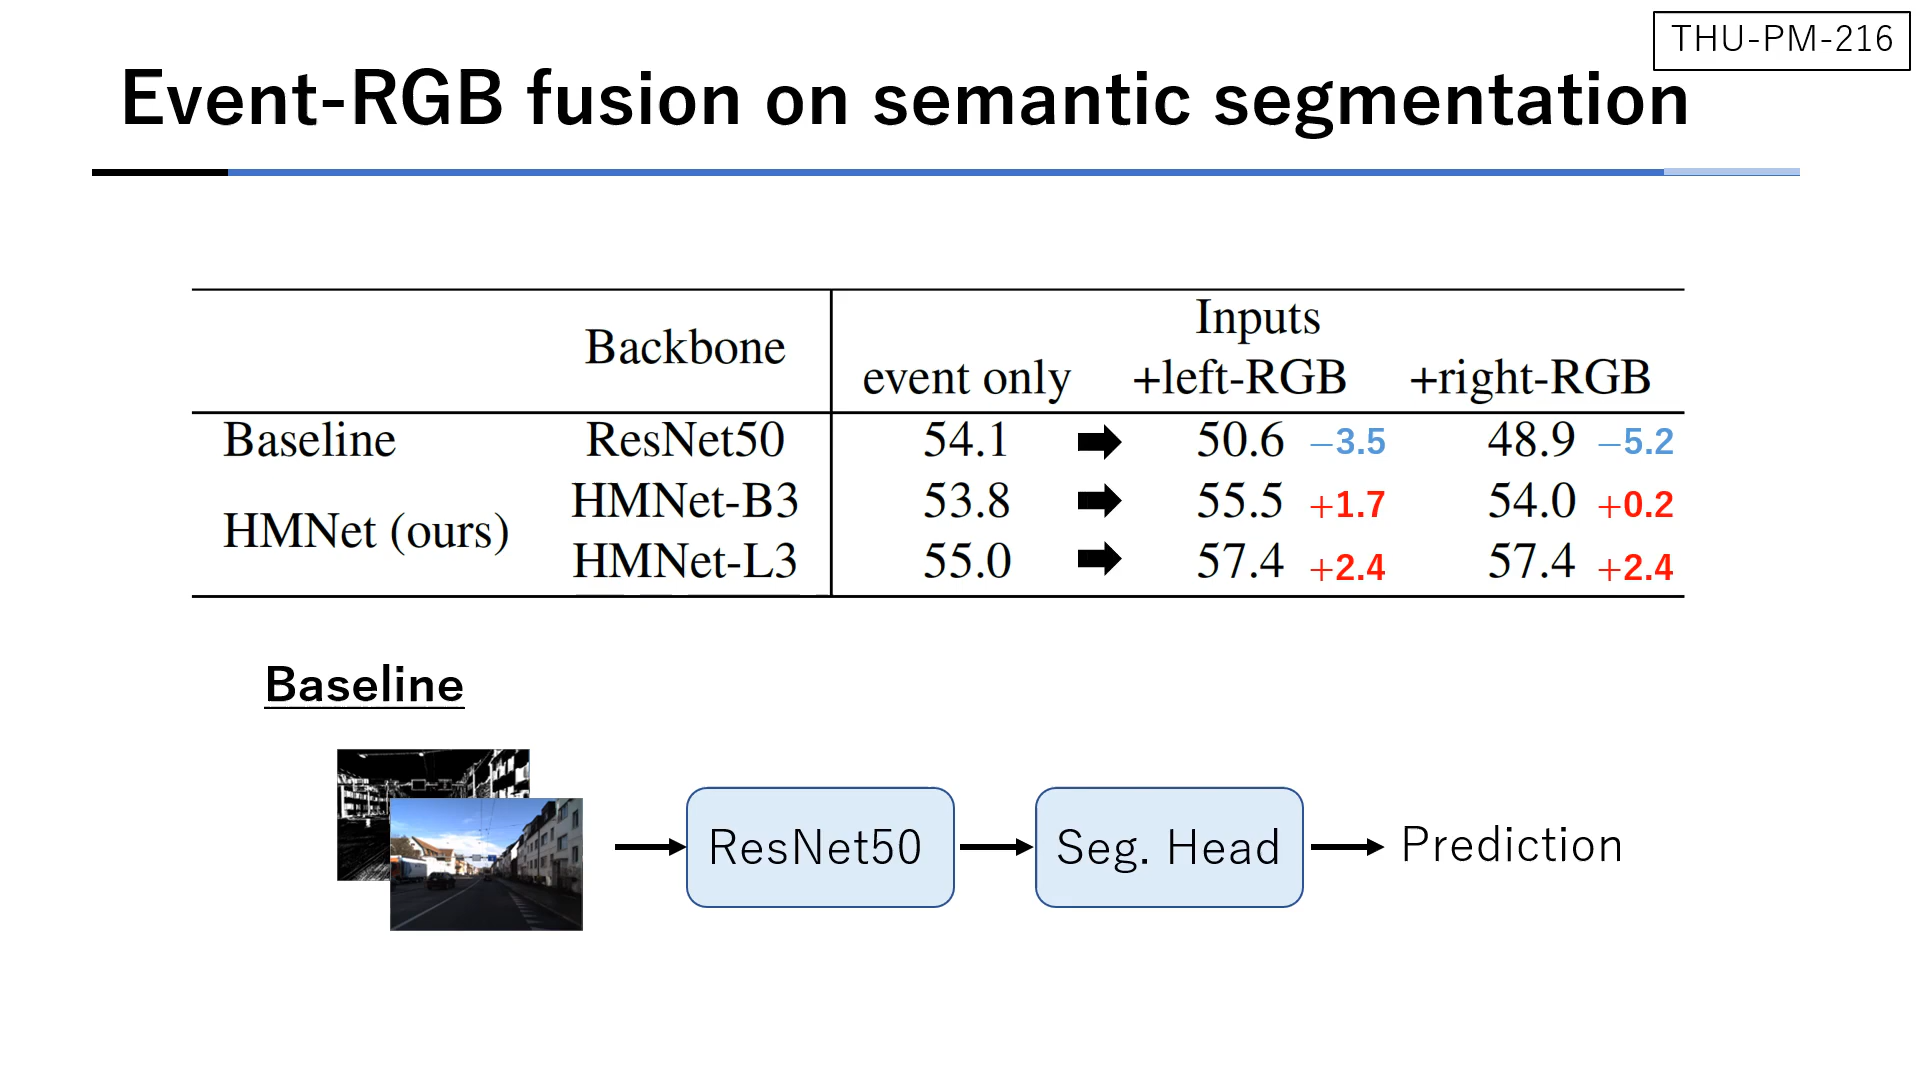 THU-PM-216
Event-RGB fusion on semantic segmentation
Inputs
Backbone
event only +left-RGB +right-RGB
Baseline ResNet50 54.1 50.6 −3.5 48.9 −5.2
HMNet-B3 53.8 55.5 +1.7 54.0 +0.2
HMNet (ours)
HMNet-L3 55.0 57.4 +2.4 57.4 +2.4
Baseline
ResNet50 Seg. Head Prediction